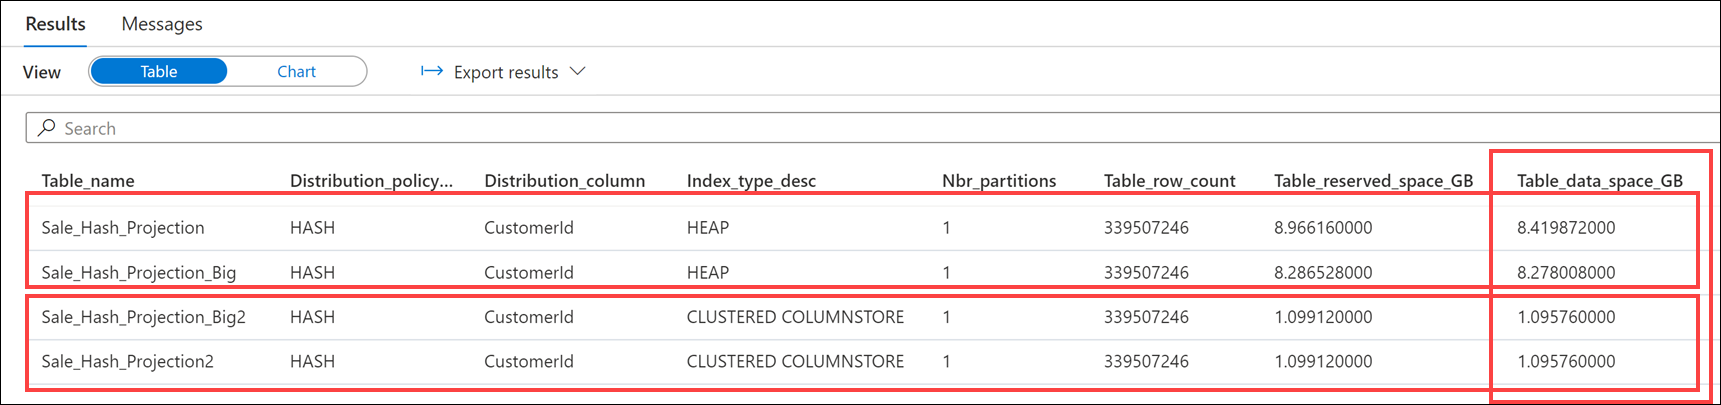 Results Messages
View Table Chart Export results
Search
Table_name Distribution_policy... Distribution_column Index_type_desc Nbr_partitions Table_row_count Table_reserved_space_GB Table_data_space_GB
Sale_Hash_Projection HASH CustomerId HEAP 1 339507246 8.966160000 8.419872000
Sale_Hash_Projection_Big HASH CustomerId HEAP 1 339507246 8.286528000 8.278008000
Sale_Hash_Projection_Big2 HASH CustomerId CLUSTERED COLUMNSTORE 1 339507246 1.099120000 1.095760000
Sale_Hash_Projection2 HASH CustomerId CLUSTERED COLUMNSTORE 1 339507246 1.099120000 1.095760000